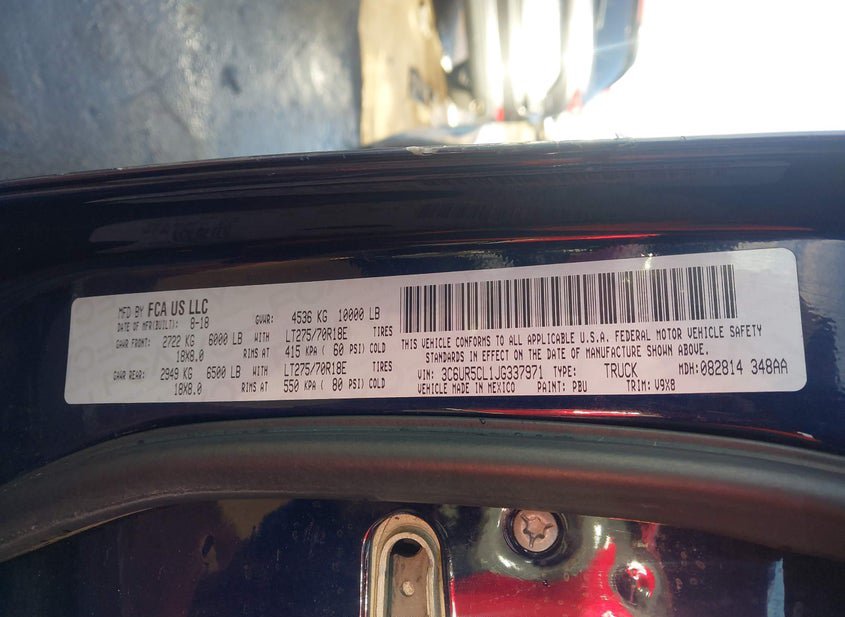 MFD BY FCA US LLC
DATE OF MFR(BUILT): 8-18
GVWR: 4536 KG 10000 LB
GAWR FRONT: 2722 KG 6000 LB WITH LT275/70R18E TIRES
18X8.0 RIMS AT 415 KPA ( 60 PSI) COLD
GAWR REAR: 2949 KG 6500 LB WITH LT275/70R18E TIRES
18X8.0 RIMS AT 550 KPA ( 80 PSI) COLD
THIS VEHICLE CONFORMS TO ALL APPLICABLE U.S.A. FEDERAL MOTOR VEHICLE SAFETY
STANDARDS IN EFFECT ON THE DATE OF MANUFACTURE SHOWN ABOVE.
VIN: 3C6UR5CL1JG337971 TYPE: TRUCK MDH:082814 348AA
VEHICLE MADE IN MEXICO PAINT: PBU TRIM: V9X8